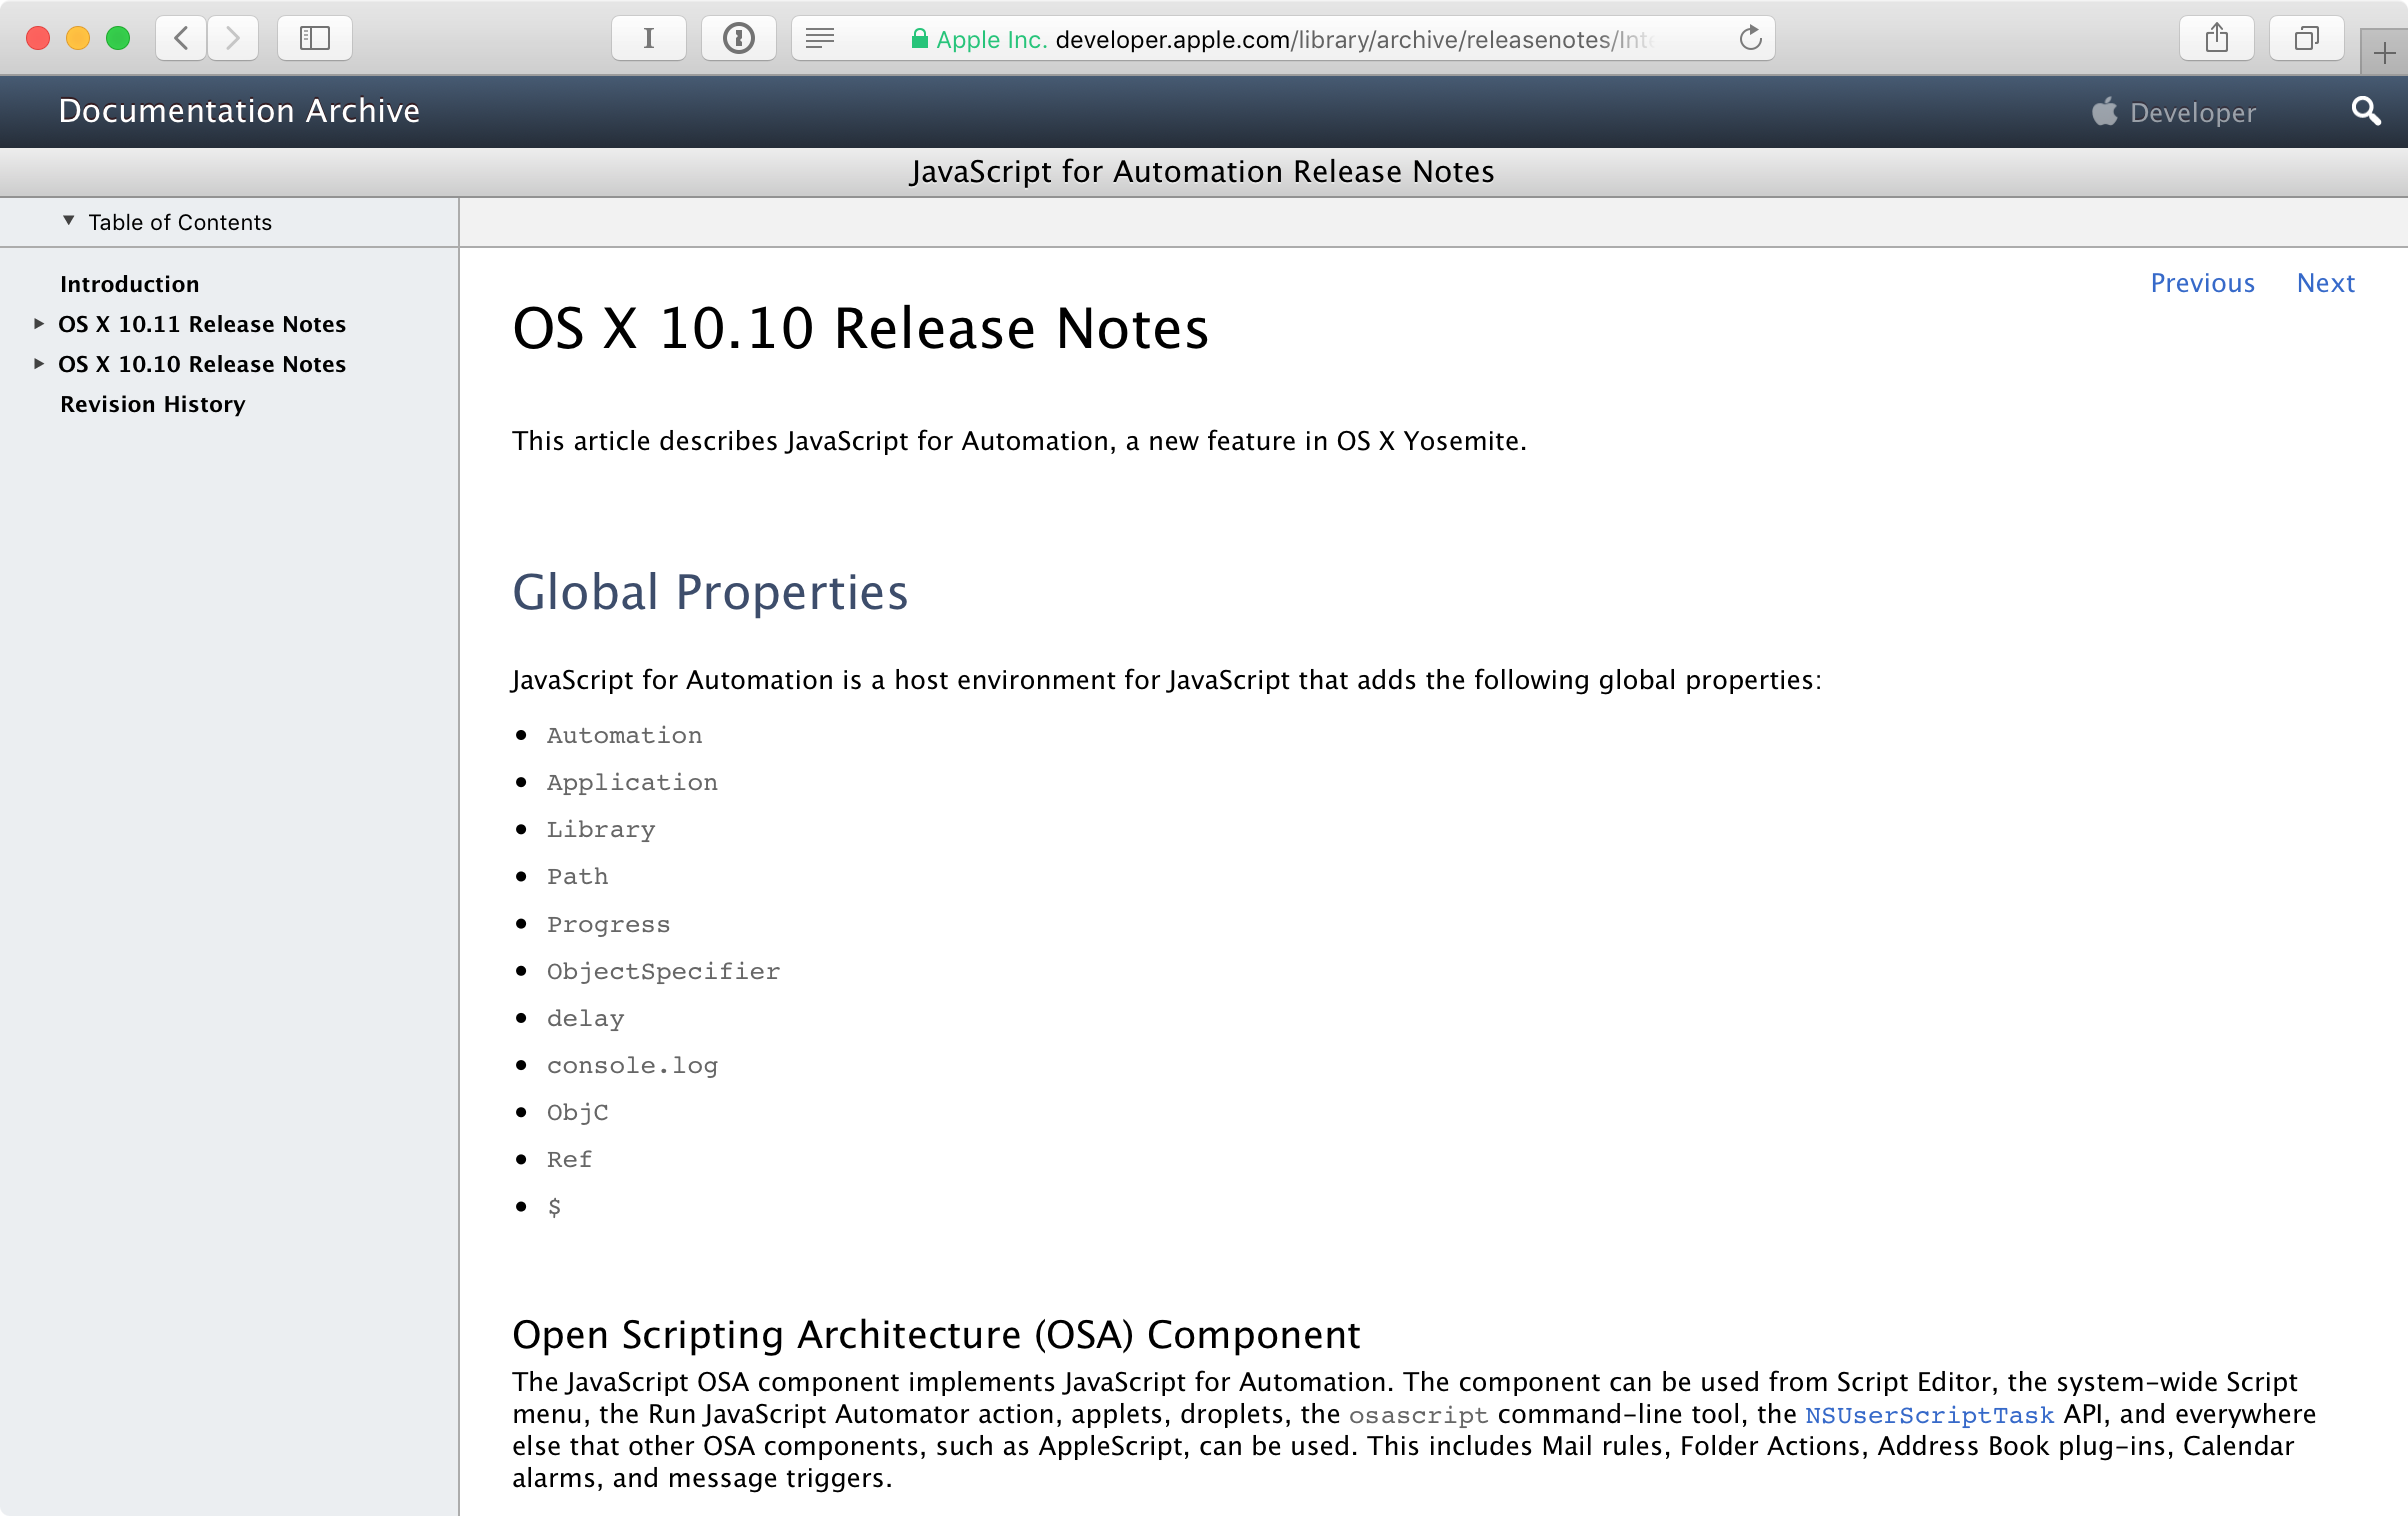 Apple Inc. developer.apple.com/library/archive/releasenotes/Inte
Documentation Archive
Developer
JavaScript for Automation Release Notes
Table of Contents
Introduction
OS X 10.11 Release Notes
OS X 10.10 Release Notes
Revision History
Previous Next
OS X 10.10 Release Notes
This article describes JavaScript for Automation, a new feature in OS X Yosemite.
Global Properties
JavaScript for Automation is a host environment for JavaScript that adds the following global properties:
• Automation
• Application
• Library
• Path
• Progress
• ObjectSpecifier
• delay
• console.log
• ObjC
• Ref
• $
Open Scripting Architecture (OSA) Component
The JavaScript OSA component implements JavaScript for Automation. The component can be used from Script Editor, the system-wide Script
menu, the Run JavaScript Automator action, applets, droplets, the osascript command-line tool, the NSUserScriptTask API, and everywhere
else that other OSA components, such as AppleScript, can be used. This includes Mail rules, Folder Actions, Address Book plug-ins, Calendar
alarms, and message triggers.